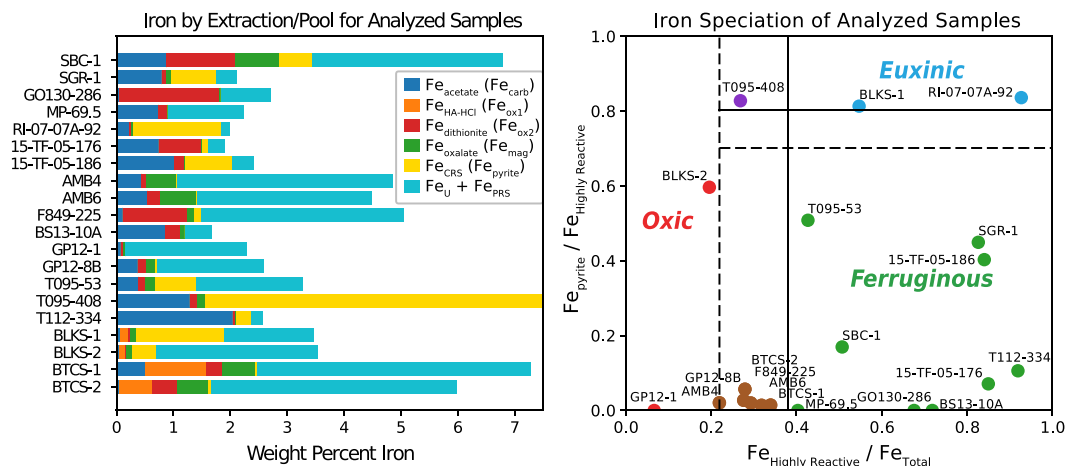 Iron by Extraction/Pool for Analyzed Samples
SBC-1
SGR-1
GO130-286
MP-69.5
RI-07-07A-92
15-TF-05-176
15-TF-05-186
AMB4
AMB6
F849-225
BS13-10A
GP12-1
GP12-8B
T095-53
T095-408
T112-334
BLKS-1
BLKS-2
BTCS-1
BTCS-2
Fe_acetate (Fe_carb)
Fe_HA-HCl (Fe_ox1)
Fe_dithionite (Fe_ox2)
Fe_oxalate (Fe_mag)
Fe_CRS (Fe_pyrite)
Fe_U + Fe_PRS
0 1 2 3 4 5 6 7
Weight Percent Iron
Iron Speciation of Analyzed Samples
Fe_pyrite / Fe_Highly Reactive
1.0
0.8
0.6
0.4
0.2
0.0
Euxinic
T095-408
BLKS-1
RI-07-07A-92
BLKS-2
Oxic
T095-53
SGR-1
15-TF-05-186
Ferruginous
SBC-1
T112-334
BTCS-2
GP12-8B
F849-225
15-TF-05-176
AMB6
AMB4
BTCS-1
GP12-1
MP-69.5
GO130-286
BS13-10A
0.0 0.2 0.4 0.6 0.8 1.0
Fe_Highly Reactive / Fe_Total